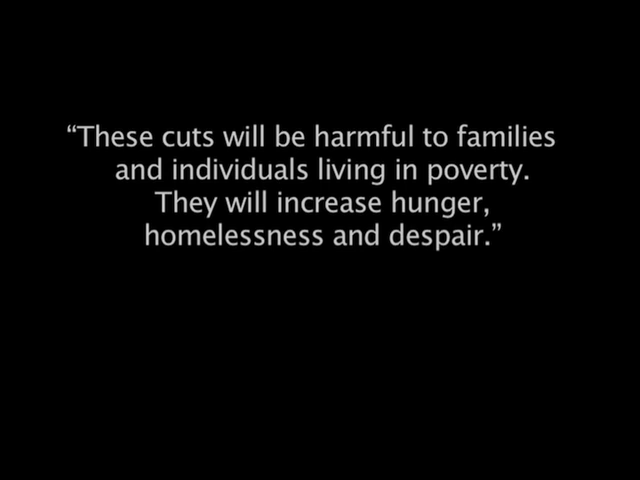 “These cuts will be harmful to families
and individuals living in poverty.
They will increase hunger,
homelessness and despair.”